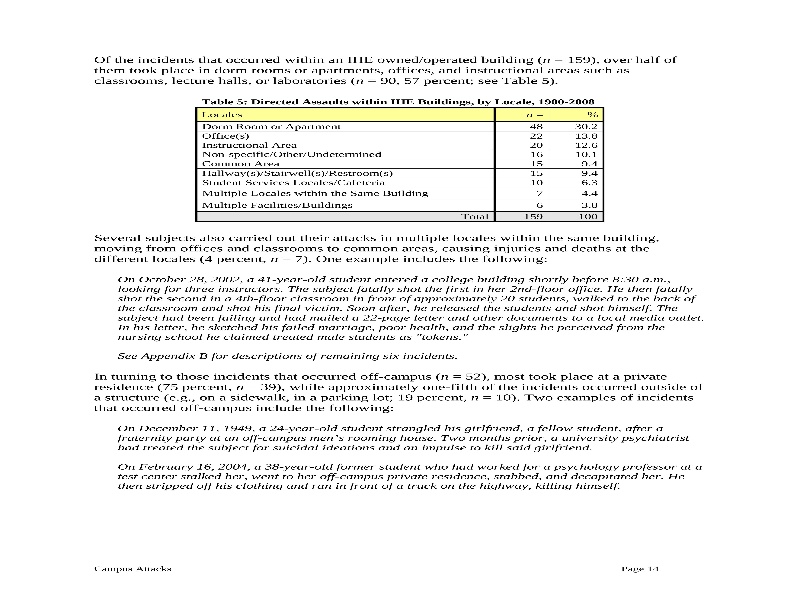 Of the incidents that occurred within an IHE owned/operated building (n = 159), over half of
them took place in dorm rooms or apartments, offices, and instructional areas such as
classrooms, lecture halls, or laboratories (n = 90, 57 percent; see Table 5).
Table 5: Directed Assaults within IHE Buildings, by Locale, 1900-2008
Locales n = %
Dorm Room or Apartment 48 30.2
Office(s) 22 13.8
Instructional Area 20 12.6
Non-specific/Other/Undetermined 16 10.1
Common Area 15 9.4
Hallway(s)/Stairwell(s)/Restroom(s) 15 9.4
Student Services Locales/Cafeteria 10 6.3
Multiple Locales within the Same Building 7 4.4
Multiple Facilities/Buildings 6 3.8
Total 159 100
Several subjects also carried out their attacks in multiple locales within the same building,
moving from offices and classrooms to common areas, causing injuries and deaths at the
different locales (4 percent, n = 7). One example includes the following:
On October 28, 2002, a 41-year-old student entered a college building shortly before 8:30 a.m.,
looking for three instructors. The subject fatally shot the first in her 2nd-floor office. He then fatally
shot the second in a 4th-floor classroom in front of approximately 20 students, walked to the back of
the classroom and shot his final victim. Soon after, he released the students and shot himself. The
subject had been failing and had mailed a 22-page letter and other documents to a local media outlet.
In his letter, he sketched his failed marriage, poor health, and the slights he perceived from the
nursing school he claimed treated male students as "tokens."
See Appendix B for descriptions of remaining six incidents.
In turning to those incidents that occurred off-campus (n = 52), most took place at a private
residence (75 percent, n = 39), while approximately one-fifth of the incidents occurred outside of
a structure (e.g., on a sidewalk, in a parking lot; 19 percent, n = 10). Two examples of incidents
that occurred off-campus include the following:
On December 11, 1949, a 24-year-old student strangled his girlfriend, a fellow student, after a
fraternity party at an off-campus men's rooming house. Two months prior, a university psychiatrist
had treated the subject for suicidal ideations and an impulse to kill said girlfriend.
On February 16, 2004, a 38-year-old former student who had worked for a psychology professor at a
test center stalked her, went to her off-campus private residence, stabbed, and decapitated her. He
then stripped off his clothing and ran in front of a truck on the highway, killing himself.
Campus Attacks Page 14